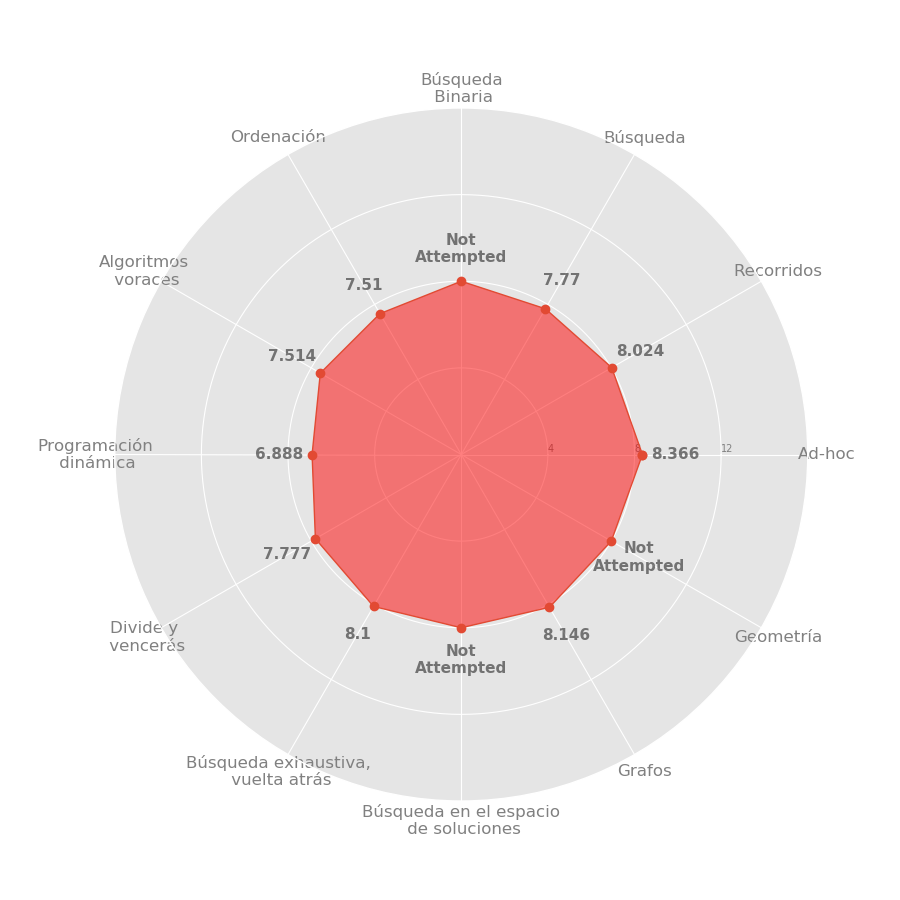 Búsqueda
Binaria
Ordenación
Búsqueda
Not
Attempted
Algoritmos
voraces
7.51
7.77
Recorridos
7.514
8.024
Programación
dinámica
6.888
4
8
12
8.366
Ad-hoc
7.777
Not
Attempted
Divide y
vencerás
8.1
Not
Attempted
8.146
Geometría
Búsqueda exhaustiva,
vuelta atrás
Grafos
Búsqueda en el espacio
de soluciones